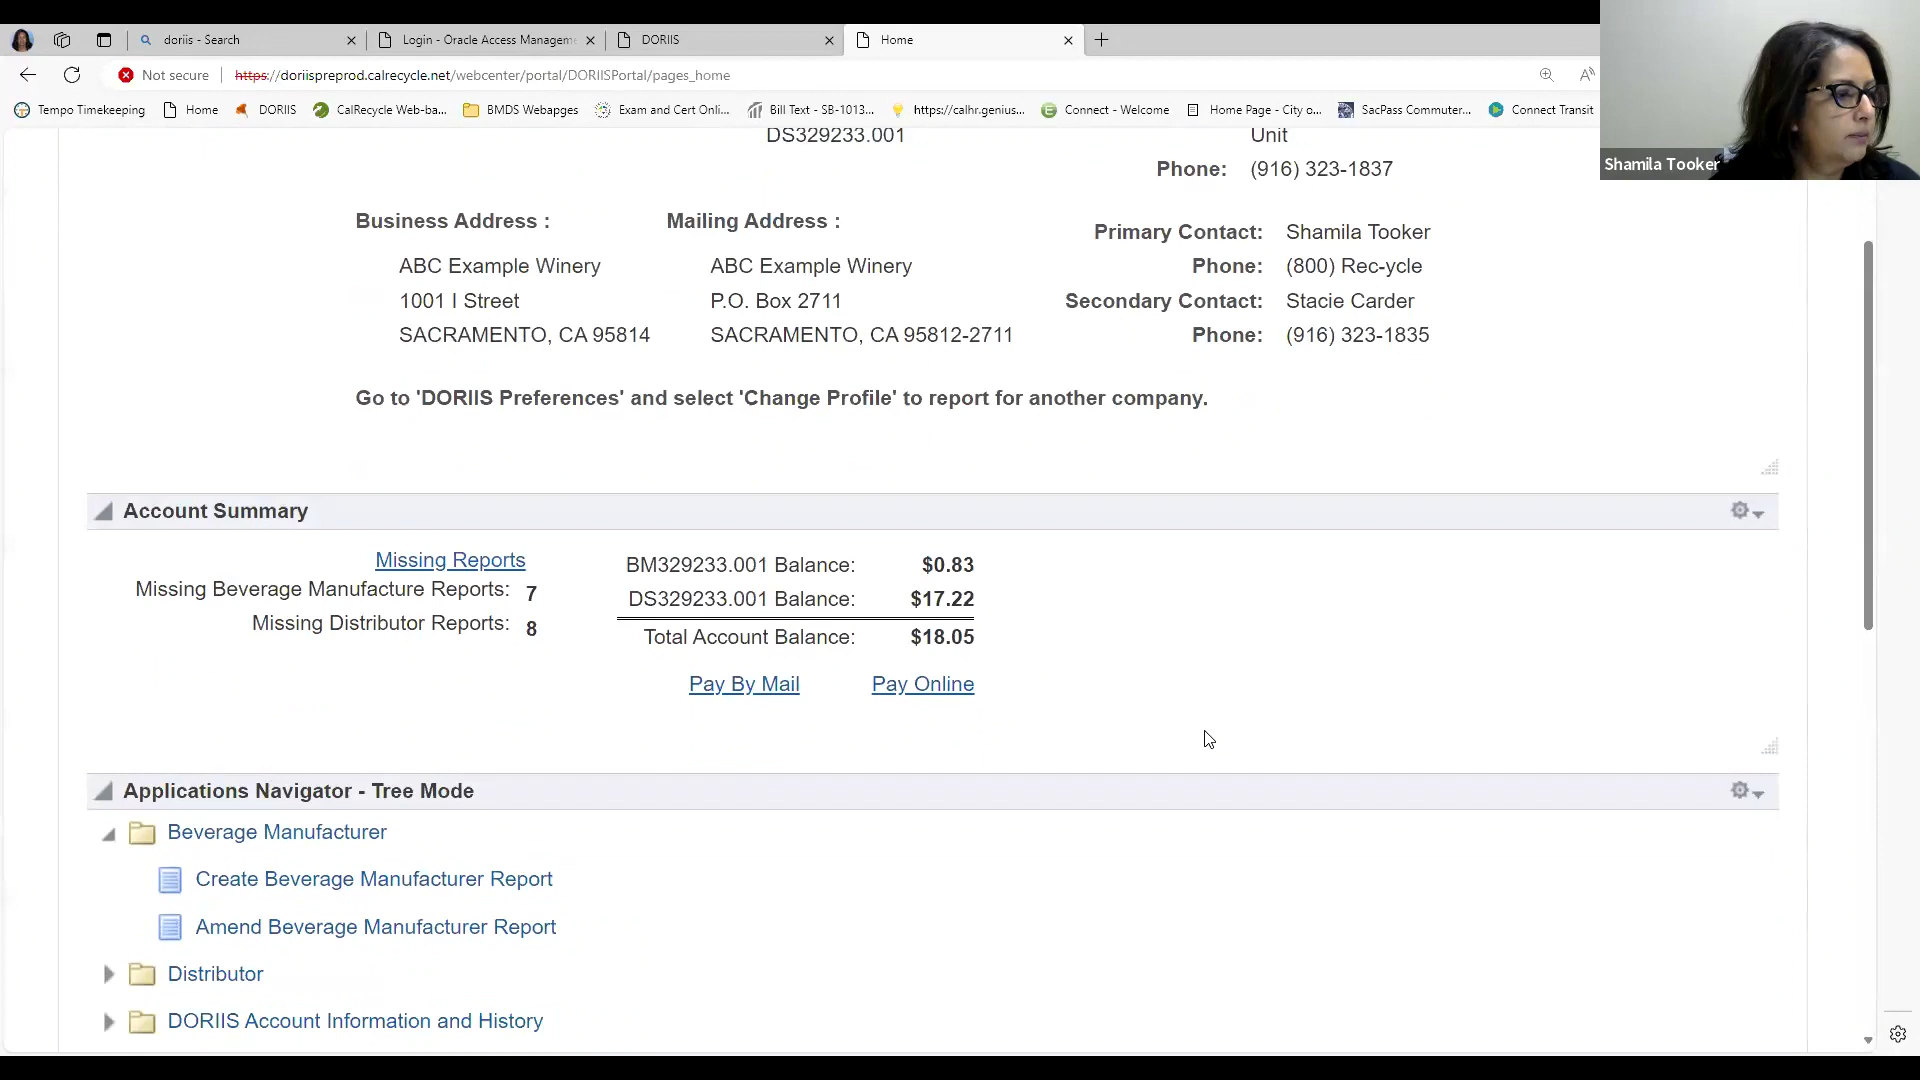 doriis - Search
Login - Oracle Access Managem
DORIIS
Home
Not secure
https://doriispreprod.calrecycle.net/webcenter/portal/DORIISPortal/pages_home
Tempo Timekeeping
Home
DORIIS
CalRecycle Web-ba...
BMDS Webapges
Exam and Cert Onli...
Bill Text - SB-1013...
https://calhr.genius...
Connect - Welcome
Home Page - City o...
SacPass Commuter...
Connect Transit
Shamila Tooker
DS329233.001
Unit
Phone: (916) 323-1837
Business Address :
ABC Example Winery
1001 I Street
SACRAMENTO, CA 95814
Mailing Address :
ABC Example Winery
P.O. Box 2711
SACRAMENTO, CA 95812-2711
Primary Contact: Shamila Tooker
Phone: (800) Rec-ycle
Secondary Contact: Stacie Carder
Phone: (916) 323-1835
Go to 'DORIIS Preferences' and select 'Change Profile' to report for another company.
Account Summary
Missing Reports
Missing Beverage Manufacture Reports: 7
Missing Distributor Reports: 8
BM329233.001 Balance: $0.83
DS329233.001 Balance: $17.22
Total Account Balance: $18.05
Pay By Mail
Pay Online
Applications Navigator - Tree Mode
Beverage Manufacturer
Create Beverage Manufacturer Report
Amend Beverage Manufacturer Report
Distributor
DORIIS Account Information and History